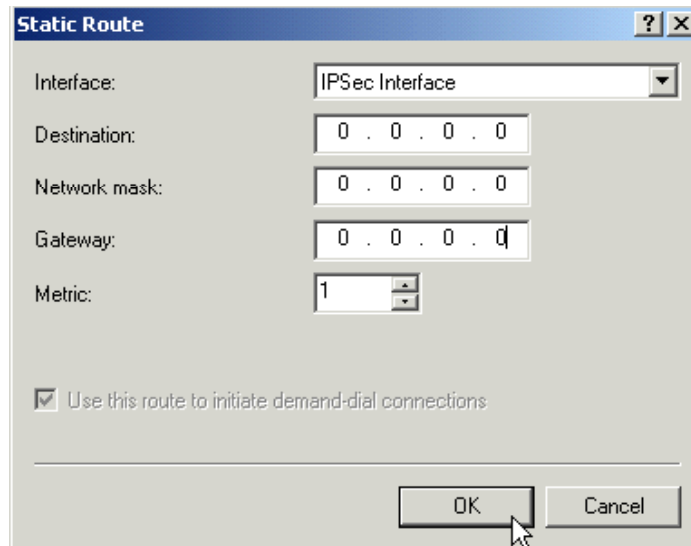 Static Route
Interface: IPSec Interface
Destination: 0 . 0 . 0 . 0
Network mask: 0 . 0 . 0 . 0
Gateway: 0 . 0 . 0 . 0
Metric: 1
Use this route to initiate demand-dial connections
OK Cancel